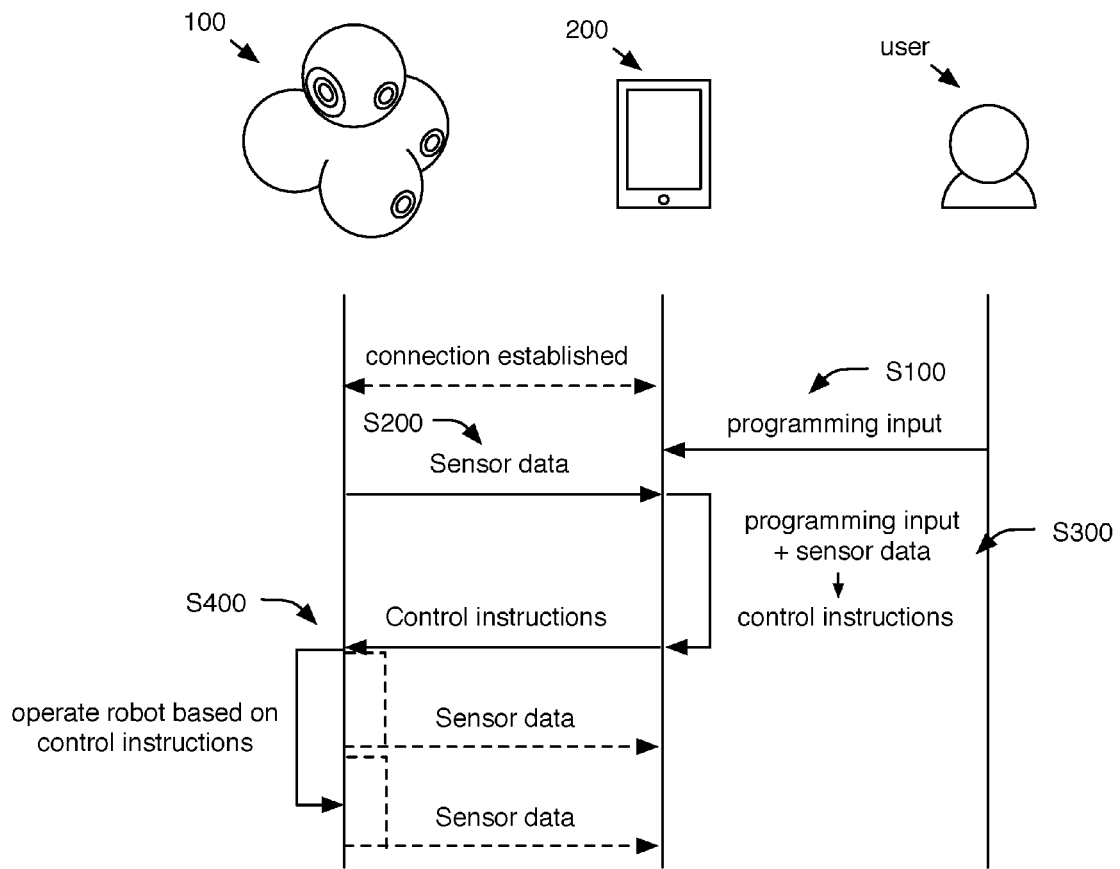 100
200
user
connection established
S100
S200
programming input
Sensor data
programming input
+ sensor data
S300
control instructions
S400
Control instructions
operate robot based on
control instructions
Sensor data
Sensor data